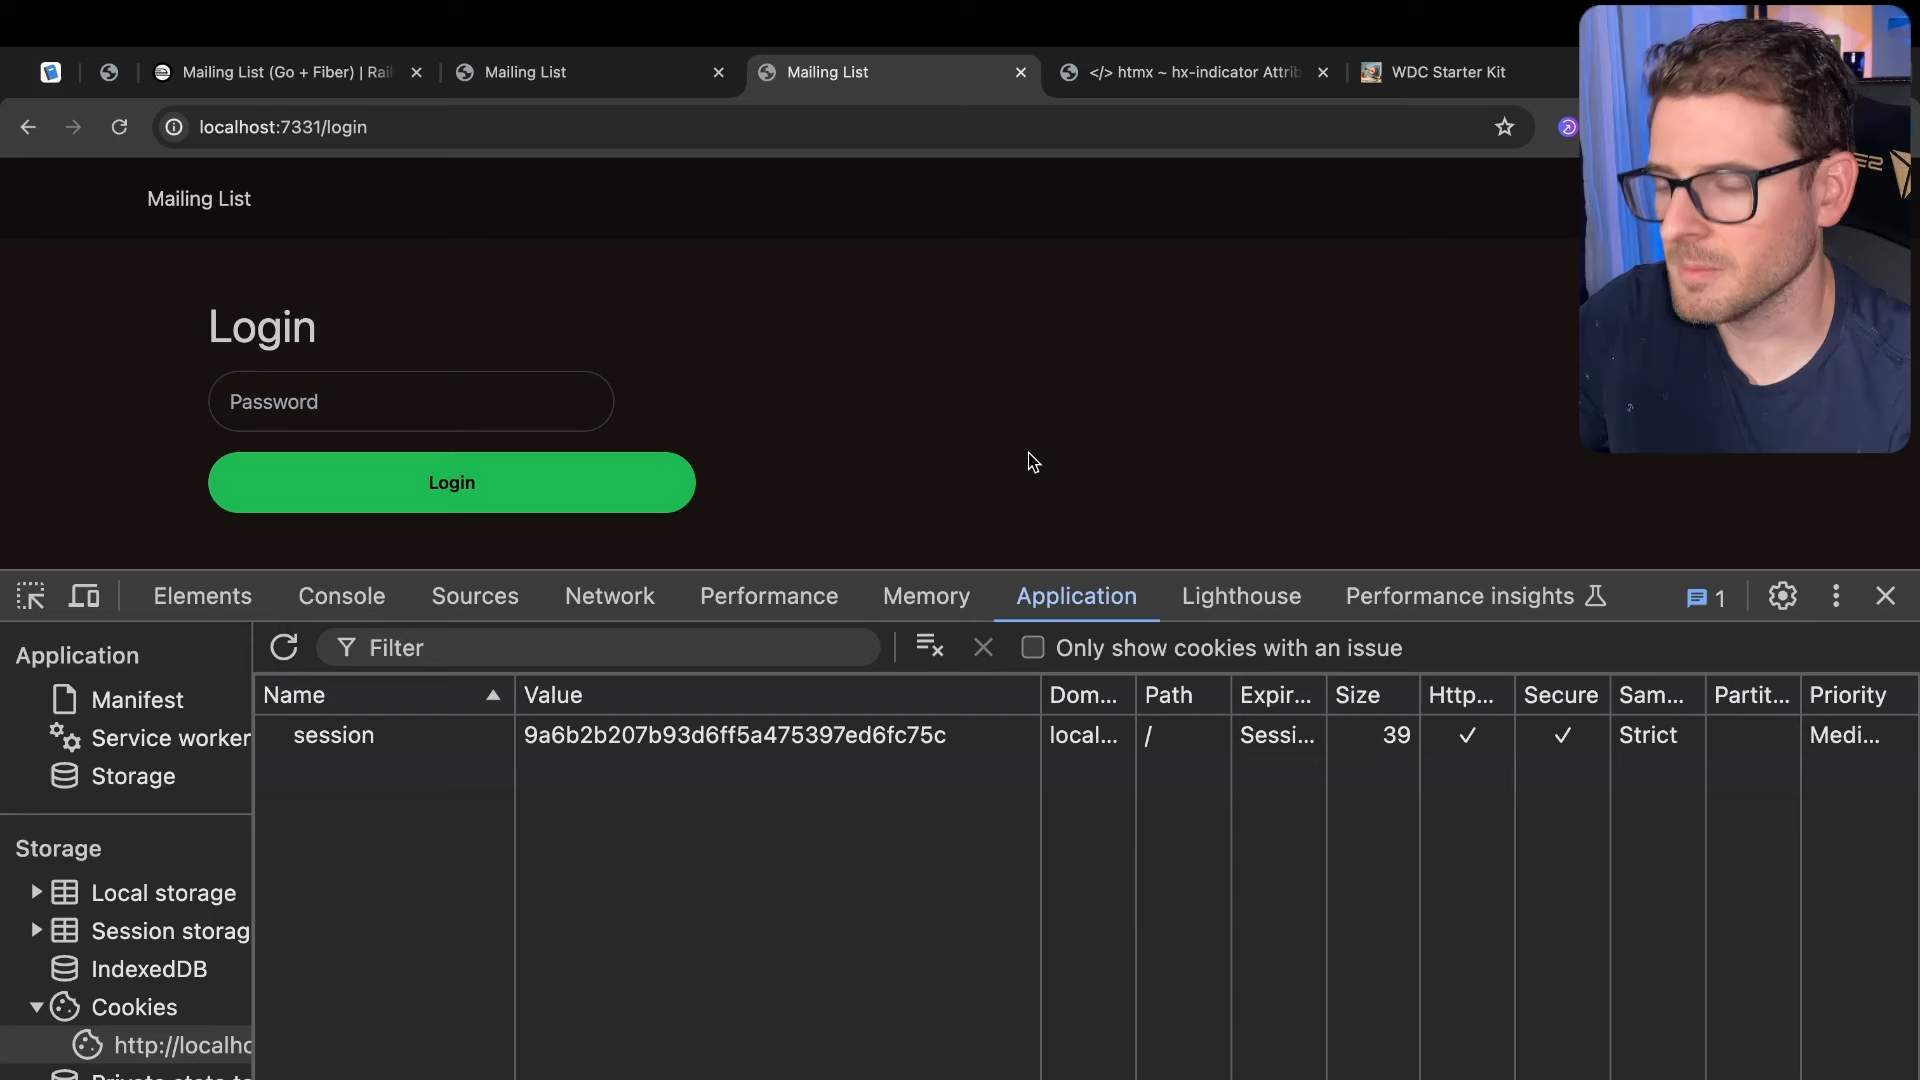 Mailing List (Go + Fiber) | Rail
Mailing List
Mailing List
</> htmx ~ hx-indicator Attrib
WDC Starter Kit
localhost:7331/login
Mailing List
Login
Password
Login
Elements
Console
Sources
Network
Performance
Memory
Application
Lighthouse
Performance insights
1
Application
Filter
Only show cookies with an issue
Manifest
Service worker
Storage
Name
Value
Dom...
Path
Expir...
Size
Http...
Secure
Sam...
Partit...
Priority
session
9a6b2b207b93d6ff5a475397ed6fc75c
local...
/
Sessi...
39
✓
✓
Strict
Medi...
Storage
Local storage
Session storag
IndexedDB
Cookies
http://localho